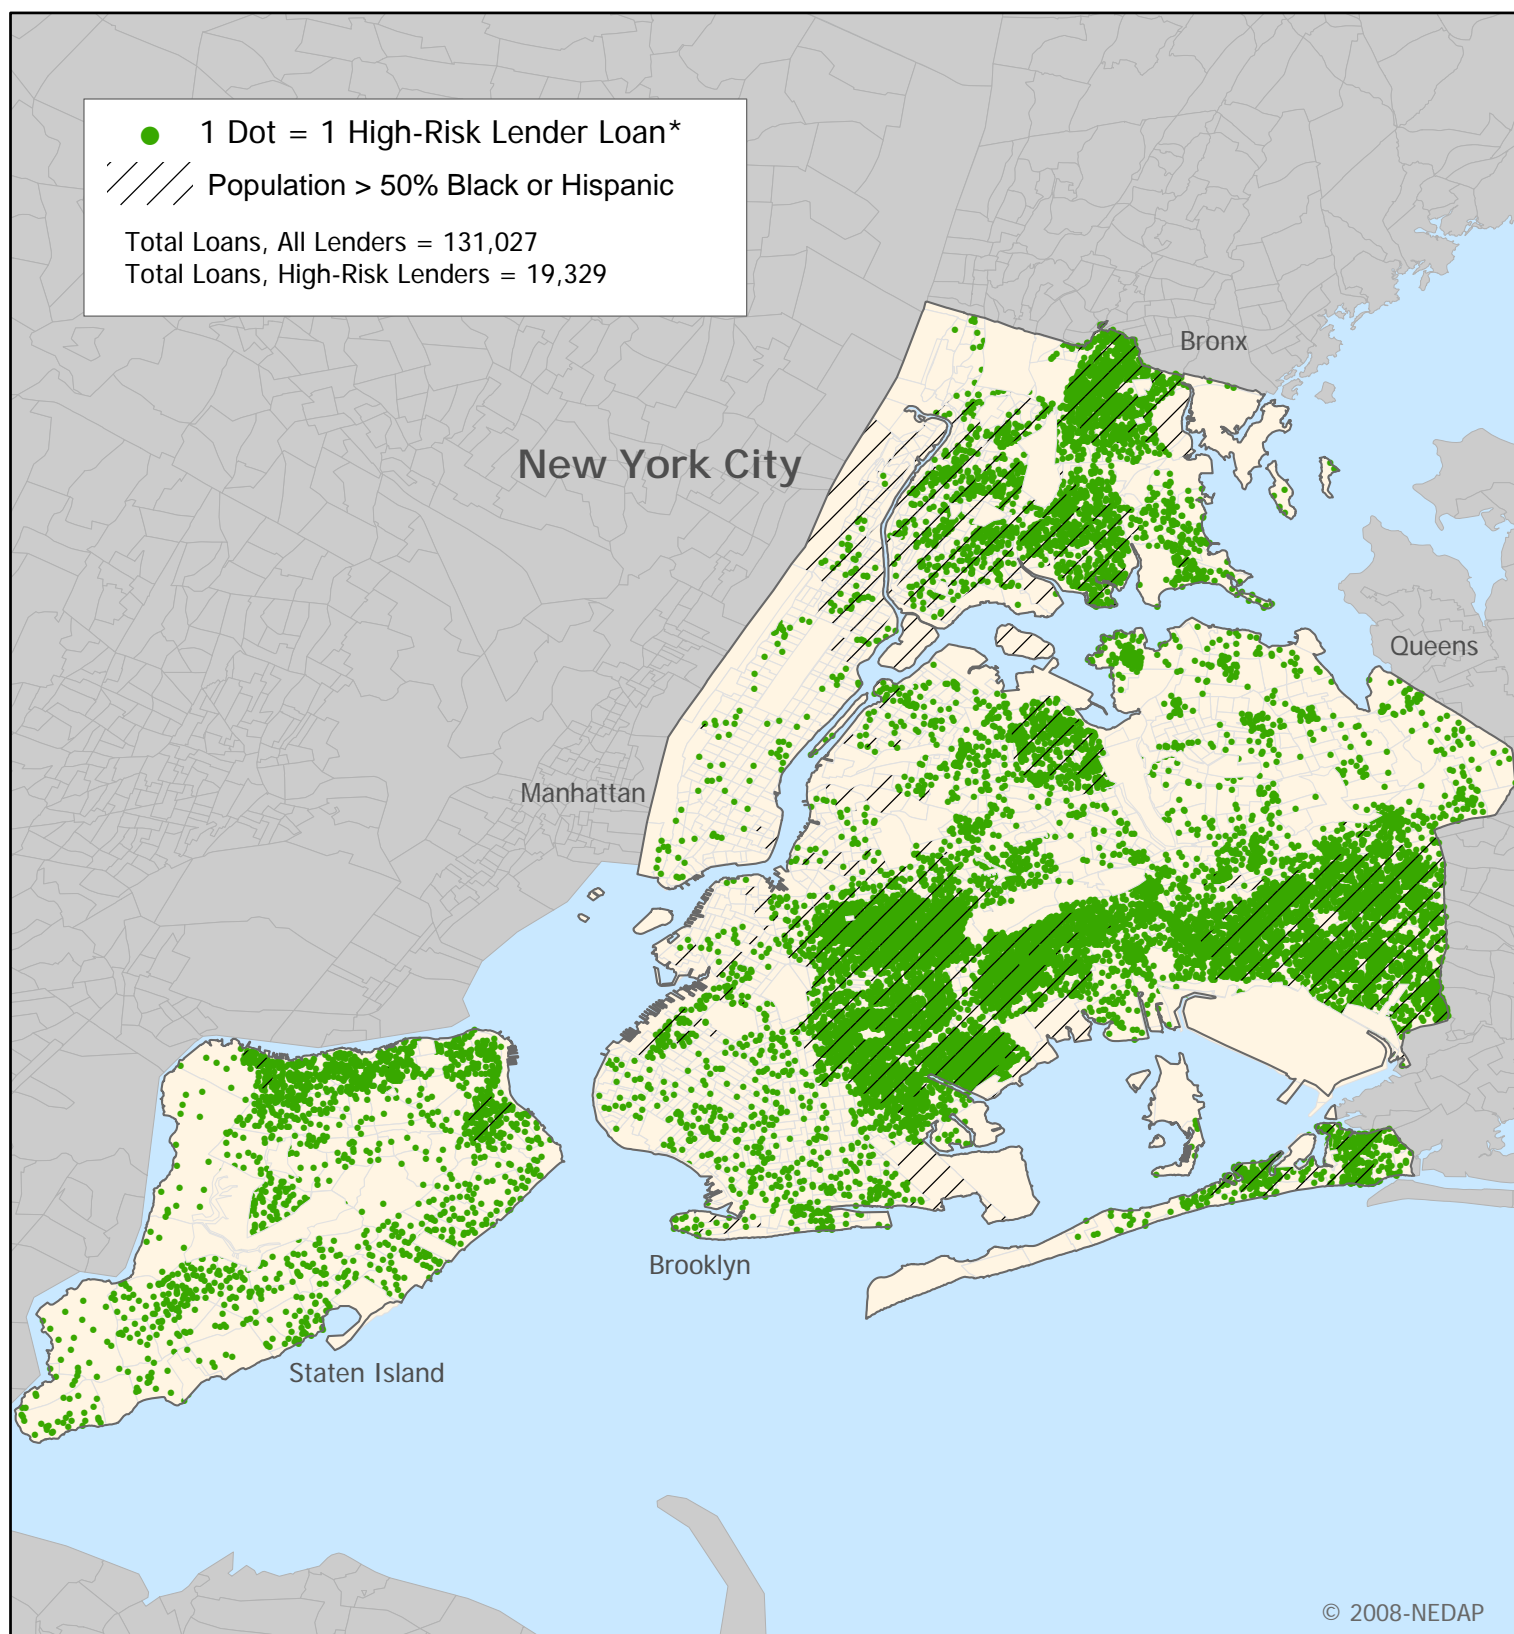 1 Dot = 1 High-Risk Lender Loan*
Population > 50% Black or Hispanic
Total Loans, All Lenders = 131,027
Total Loans, High-Risk Lenders = 19,329
Bronx
New York City
Queens
Manhattan
Brooklyn
Staten Island
© 2008-NEDAP